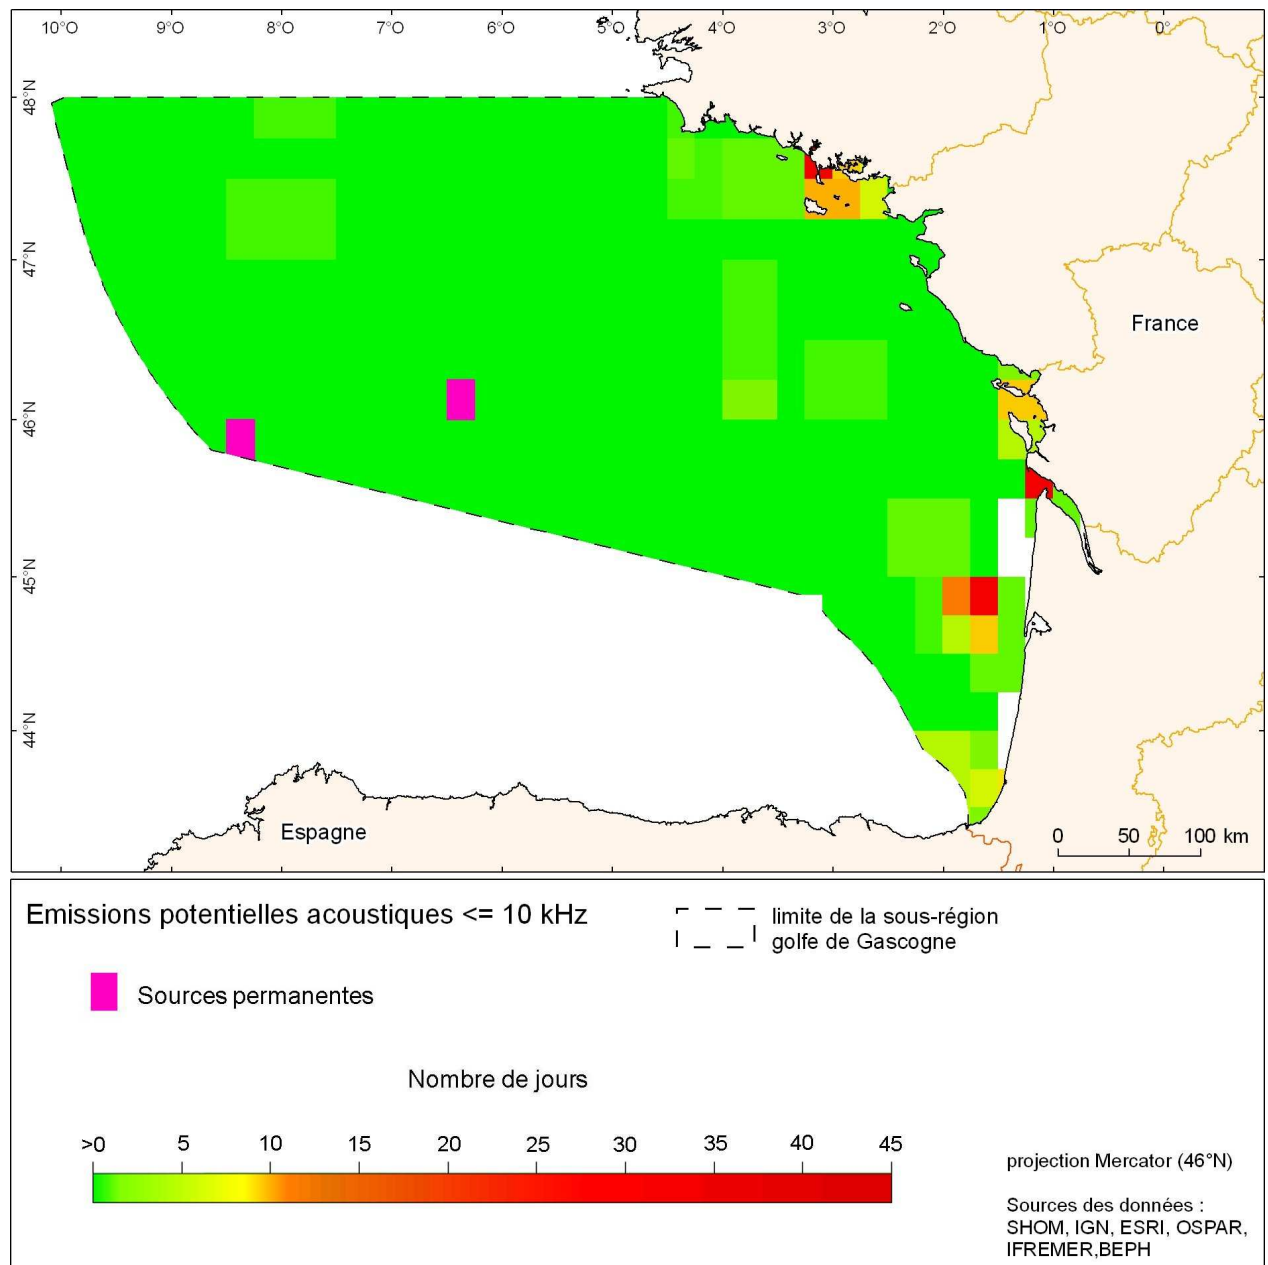 10°O 9°O 8°O 7°O 6°O 5°O 4°O 3°O 2°O 1°O 0°
48°N
47°N
France
46°N
45°N
44°N
Espagne
0 50 100 km
Emissions potentielles acoustiques <= 10 kHz
limite de la sous-région
golfe de Gascogne
Sources permanentes
Nombre de jours
>0 5 10 15 20 25 30 35 40 45
projection Mercator (46°N)
Sources des données :
SHOM, IGN, ESRI, OSPAR,
IFREMER,BEPH